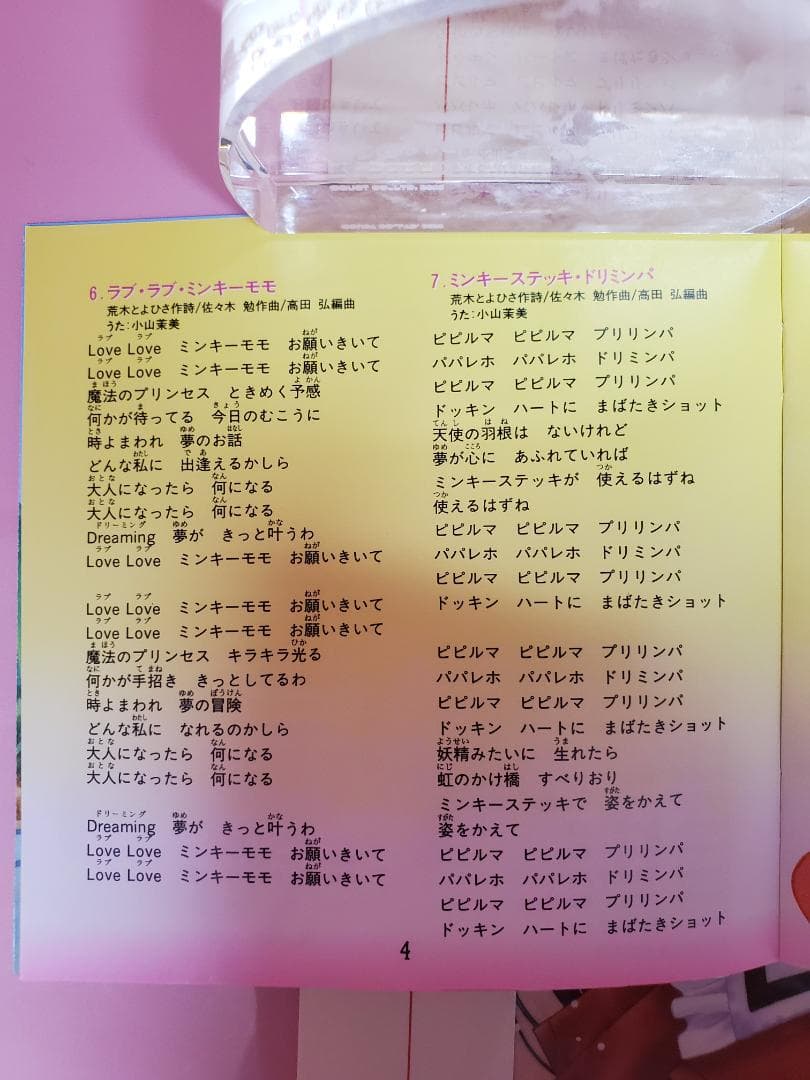 6.ラブ・ラブ・ミンキーモモ
荒木とよひさ作詩/佐々木 勉作曲/高田 弘編曲
うた:小山茉美
Love Love ミンキーモモ お願いきいて
Love Love ミンキーモモ お願いきいて
魔法のプリンセス ときめく予感
何かが待ってる 今日のむこうに
時よまわれ 夢のお話
どんな私に 出逢えるかしら
大人になったら 何になる
大人になったら 何になる
Dreaming 夢が きっと叶うわ
Love Love ミンキーモモ お願いきいて
Love Love ミンキーモモ お願いきいて
Love Love ミンキーモモ お願いきいて
魔法のプリンセス キラキラ光る
何かが手招き きっとしてるわ
時よまわれ 夢の冒険
どんな私に なれるのかしら
大人になったら 何になる
大人になったら 何になる
Dreaming 夢が きっと叶うわ
Love Love ミンキーモモ お願いきいて
Love Love ミンキーモモ お願いきいて
7.ミンキーステッキ・ドリミンパ
荒木とよひさ作詩/佐々木 勉作曲/高田 弘編曲
うた:小山茉美
ピピルマ ピピルマ プリリンパ
パパレホ パパレホ ドリミンパ
ピピルマ ピピルマ プリリンパ
ドッキン ハートに まばたきショット
天使の羽根は ないけれど
夢が心に あふれていれば
ミンキーステッキが 使えるはずね
使えるはずね
ピピルマ ピピルマ プリリンパ
パパレホ パパレホ ドリミンパ
ピピルマ ピピルマ プリリンパ
ドッキン ハートに まばたきショット
ピピルマ ピピルマ プリリンパ
パパレホ パパレホ ドリミンパ
ピピルマ ピピルマ プリリンパ
ドッキン ハートに まばたきショット
妖精みたいに 生れたら
虹のかけ橋 すべりおり
ミンキーステッキで 姿をかえて
姿をかえて
ピピルマ ピピルマ プリリンパ
パパレホ パパレホ ドリミンパ
ピピルマ ピピルマ プリリンパ
ドッキン ハートに まばたきショット
4